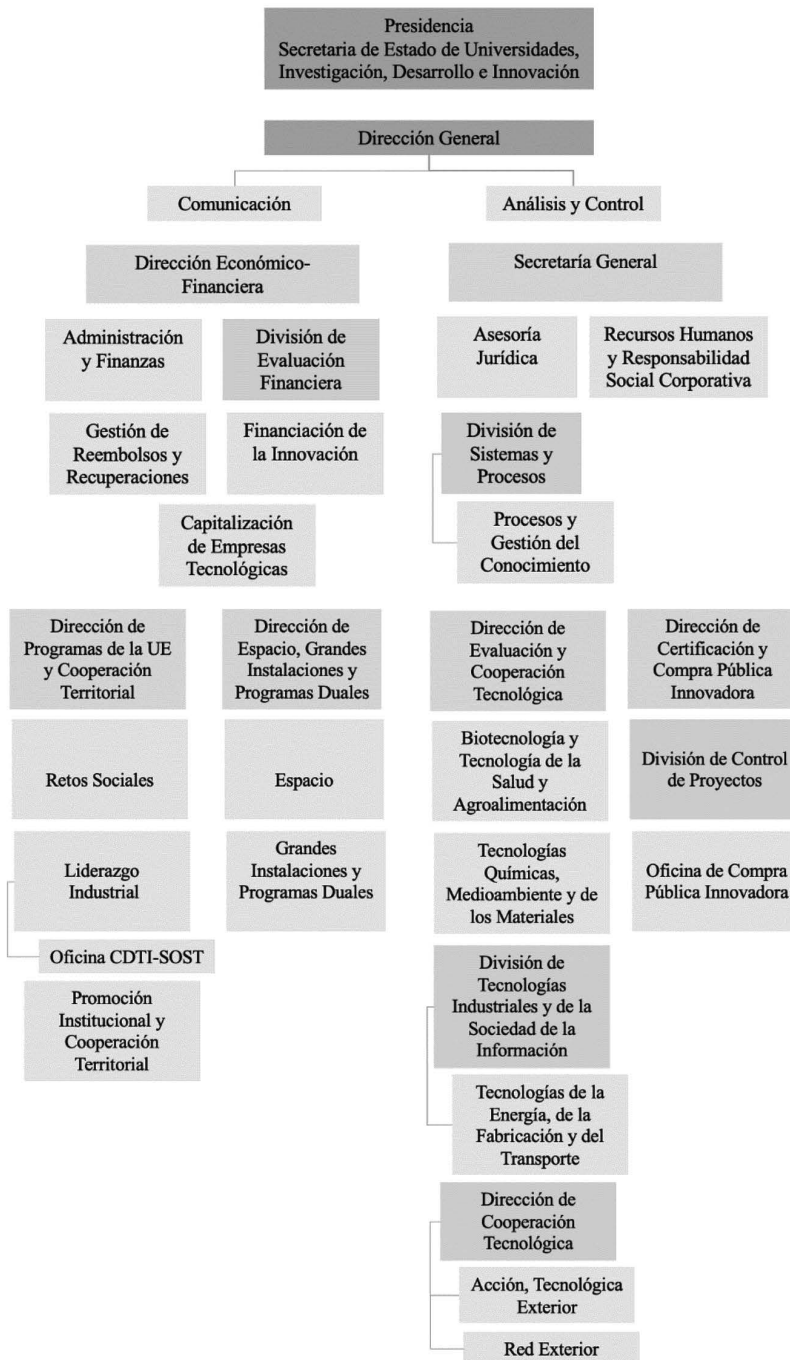 Presidencia
Secretaria de Estado de Universidades,
Investigación, Desarrollo e Innovación
Dirección General
Comunicación
Análisis y Control
Dirección Económico-
Financiera
Secretaría General
Administración
y Finanzas
División de
Evaluación
Financiera
Asesoría
Jurídica
Recursos Humanos
y Responsabilidad
Social Corporativa
Gestión de
Reembolsos y
Recuperaciones
Financiación de
la Innovación
División de
Sistemas y
Procesos
Capitalización
de Empresas
Tecnológicas
Procesos y
Gestión del
Conocimiento
Dirección de
Programas de la UE
y Cooperación
Territorial
Dirección de
Espacio, Grandes
Instalaciones y
Programas Duales
Dirección de
Evaluación y
Cooperación
Tecnológica
Dirección de
Certificación y
Compra Pública
Innovadora
Retos Sociales
Espacio
Biotecnología y
Tecnología de la
Salud y
Agroalimentación
División de Control
de Proyectos
Liderazgo
Industrial
Grandes
Instalaciones y
Programas Duales
Tecnologías
Químicas,
Medioambiente y de
los Materiales
Oficina de Compra
Pública Innovadora
Oficina CDTI-SOST
Promoción
Institucional y
Cooperación
Territorial
División de
Tecnologías
Industriales y de la
Sociedad de la
Información
Tecnologías de la
Energía, de la
Fabricación y del
Transporte
Dirección de
Cooperación
Tecnológica
Acción, Tecnológica
Exterior
Red Exterior